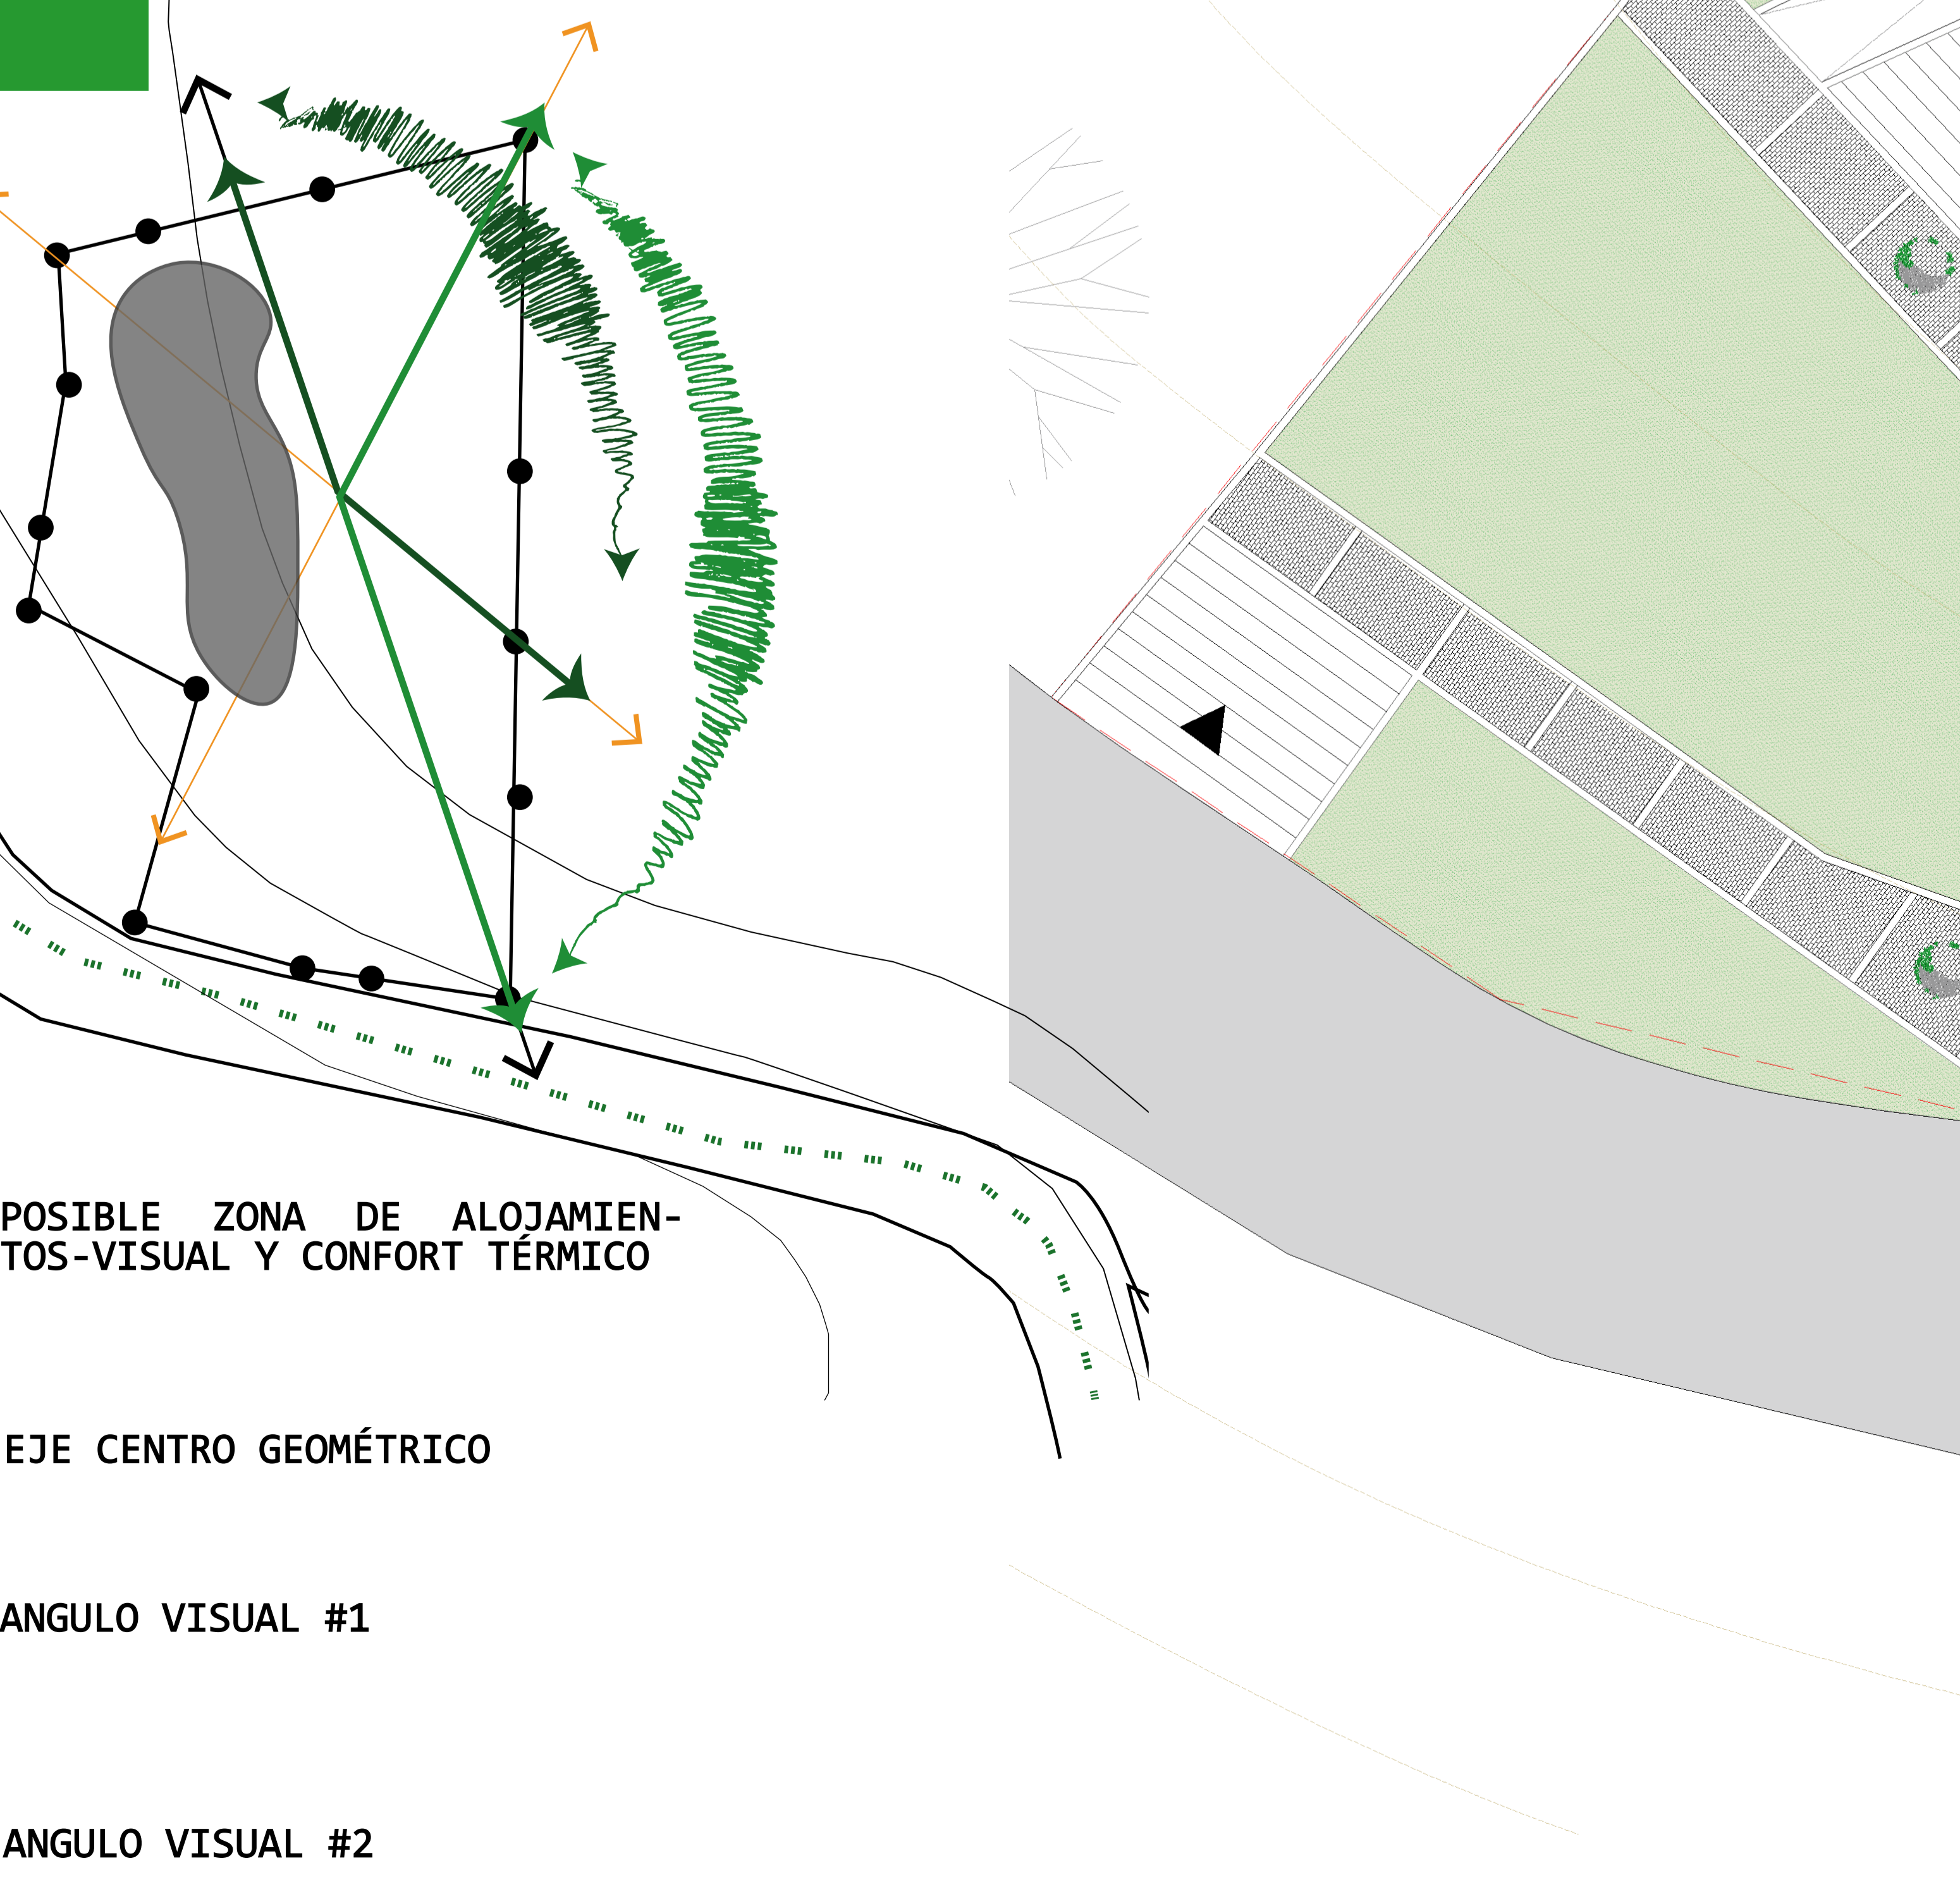 POSIBLE ZONA DE ALOJAMIEN-
TOS-VISUAL Y CONFORT TÉRMICO
EJE CENTRO GEOMÉTRICO
ANGULO VISUAL #1
ANGULO VISUAL #2